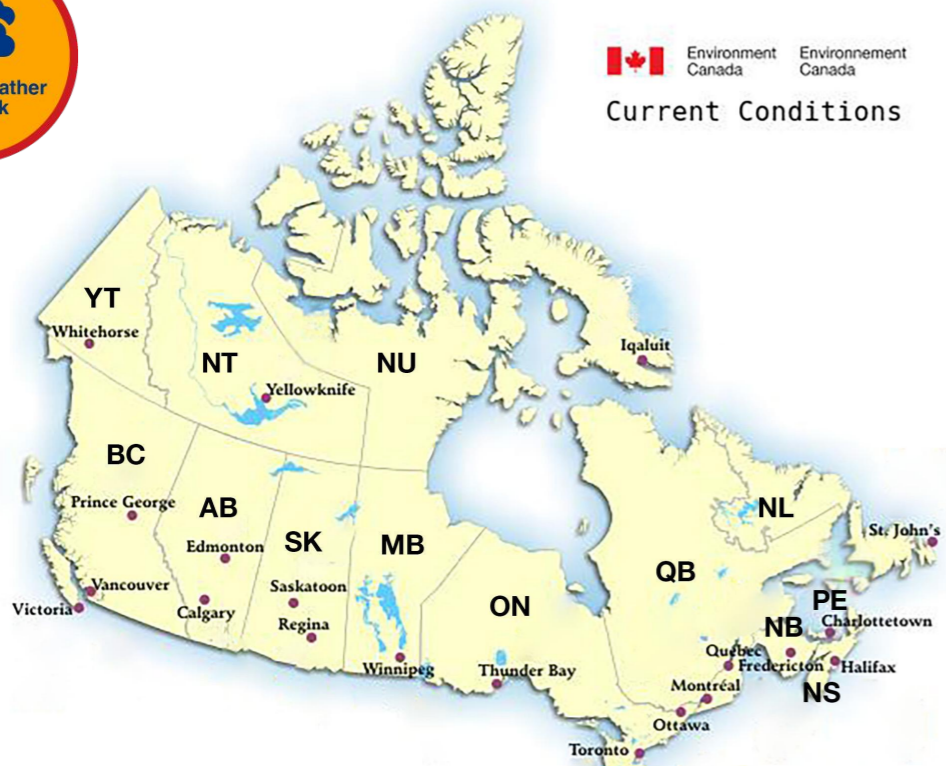 ather
k
Environment
Canada
Environnement
Canada
Current Conditions
YT
Whitehorse
NT
NU
Iqaluit
Yellowknife
BC
Prince George
AB
NL
St. John's
Edmonton
SK
MB
QB
Saskatoon
Vancouver
ON
PE
Victoria
Calgary
Regina
NB
Charlottetown
Québec
Winnipeg
Thunder Bay
Fredericton
Halifax
Montréal
NS
Ottawa
Toronto